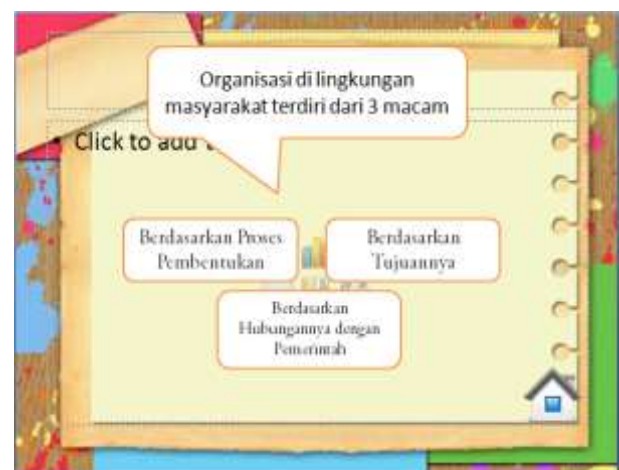 Organisasi di lingkungan
masyarakat terdiri dari 3 macam
Click to add
Berdasarkan Proses
Pembentukan
Berdasarkan
Tujuannya
Berdasarkan
Hubungannya dengan
Pemerintah